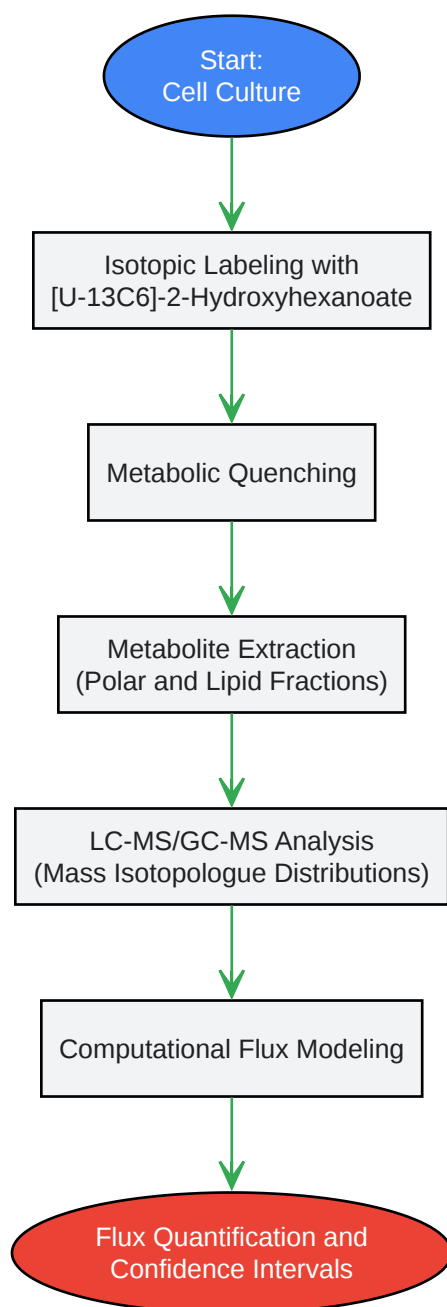 Start:
Cell Culture
Isotopic Labeling with
[U-13C6]-2-Hydroxyhexanoate
Metabolic Quenching
Metabolite Extraction
(Polar and Lipid Fractions)
LC-MS/GC-MS Analysis
(Mass Isotopologue Distributions)
Computational Flux Modeling
Flux Quantification and
Confidence Intervals